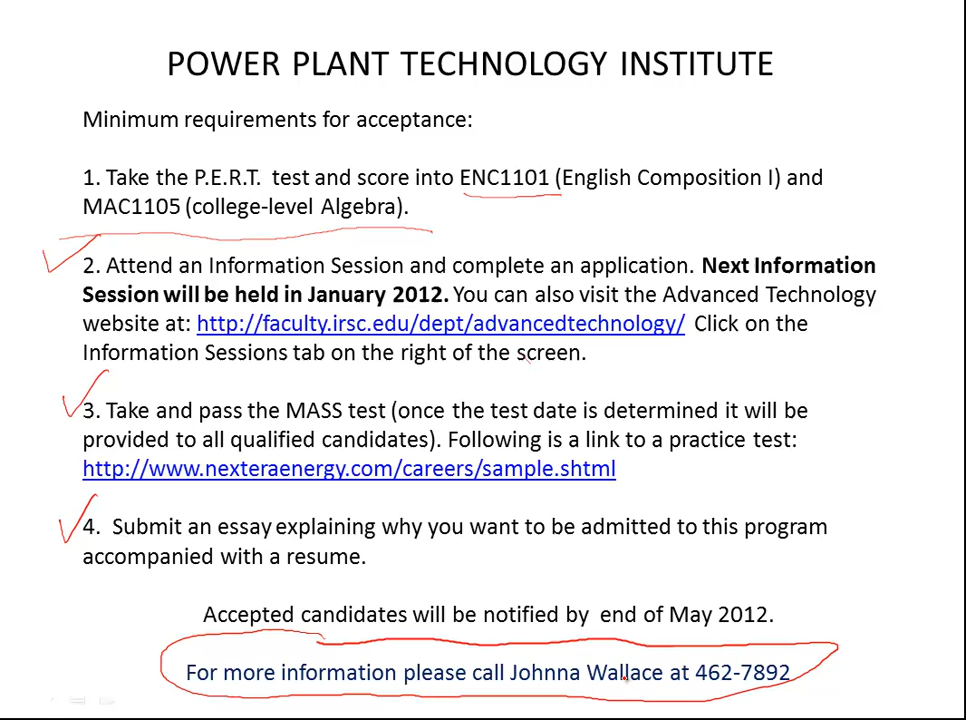 POWER PLANT TECHNOLOGY INSTITUTE
Minimum requirements for acceptance:
1. Take the P.E.R.T. test and score into ENC1101 (English Composition I) and
MAC1105 (college-level Algebra).
2. Attend an Information Session and complete an application. Next Information
Session will be held in January 2012. You can also visit the Advanced Technology
website at: http://faculty.irsc.edu/dept/advancedtechnology/ Click on the
Information Sessions tab on the right of the screen.
3. Take and pass the MASS test (once the test date is determined it will be
provided to all qualified candidates). Following is a link to a practice test:
http://www.nexteraenergy.com/careers/sample.shtml
4. Submit an essay explaining why you want to be admitted to this program
accompanied with a resume.
Accepted candidates will be notified by end of May 2012.
For more information please call Johnna Wallace at 462-7892